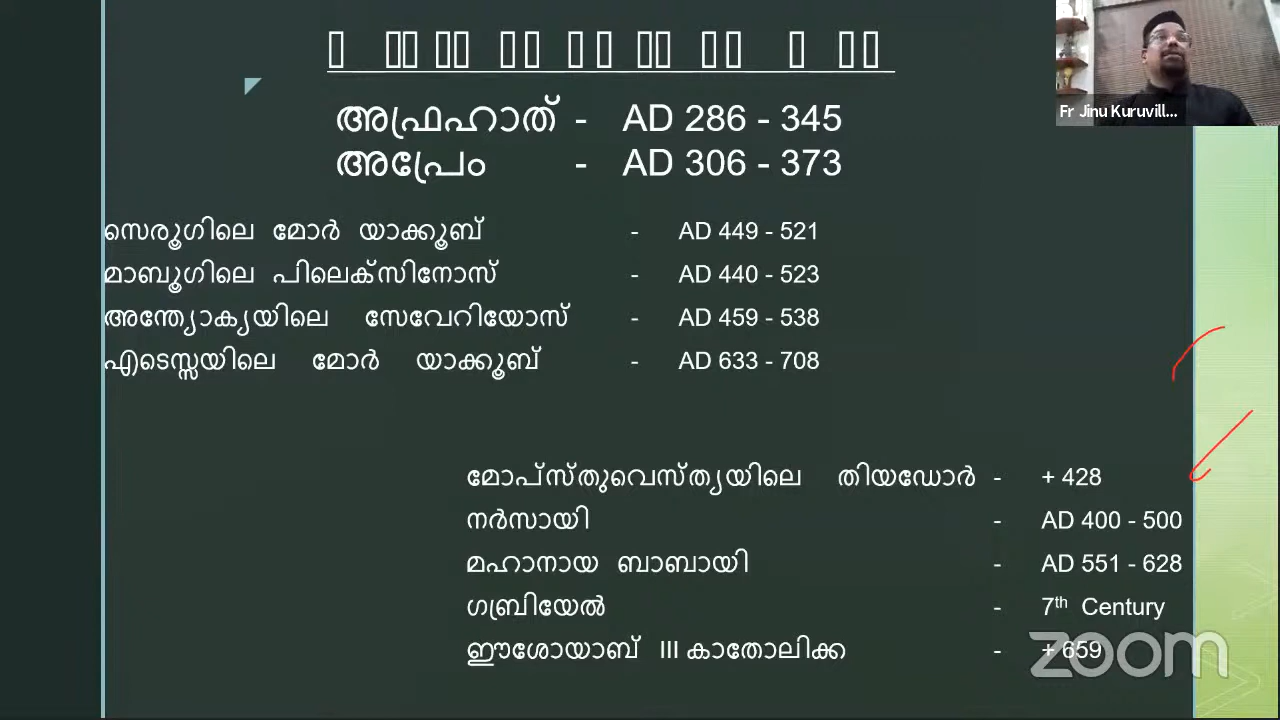 Fr Jinu Kuruvill...
അഫ്രഹാത് - AD 286 - 345
അപ്രേം - AD 306 - 373
സെരൂഗിലെ മോർ യാക്കൂബ് - AD 449 - 521
മാബൂഗിലെ പിലെക്സിനോസ് - AD 440 - 523
അന്ത്യോക്യയിലെ സേവേറിയോസ് - AD 459 - 538
എടെസ്സയിലെ മോർ യാക്കൂബ് - AD 633 - 708
മോപ്സ്തുവെസ്ത്യയിലെ തിയഡോർ - + 428
നർസായി - AD 400 - 500
മഹാനായ ബാബായി - AD 551 - 628
ഗബ്രിയേൽ - 7th Century
ഈശോയാബ് III കാതോലിക്ക - + 659
zoom